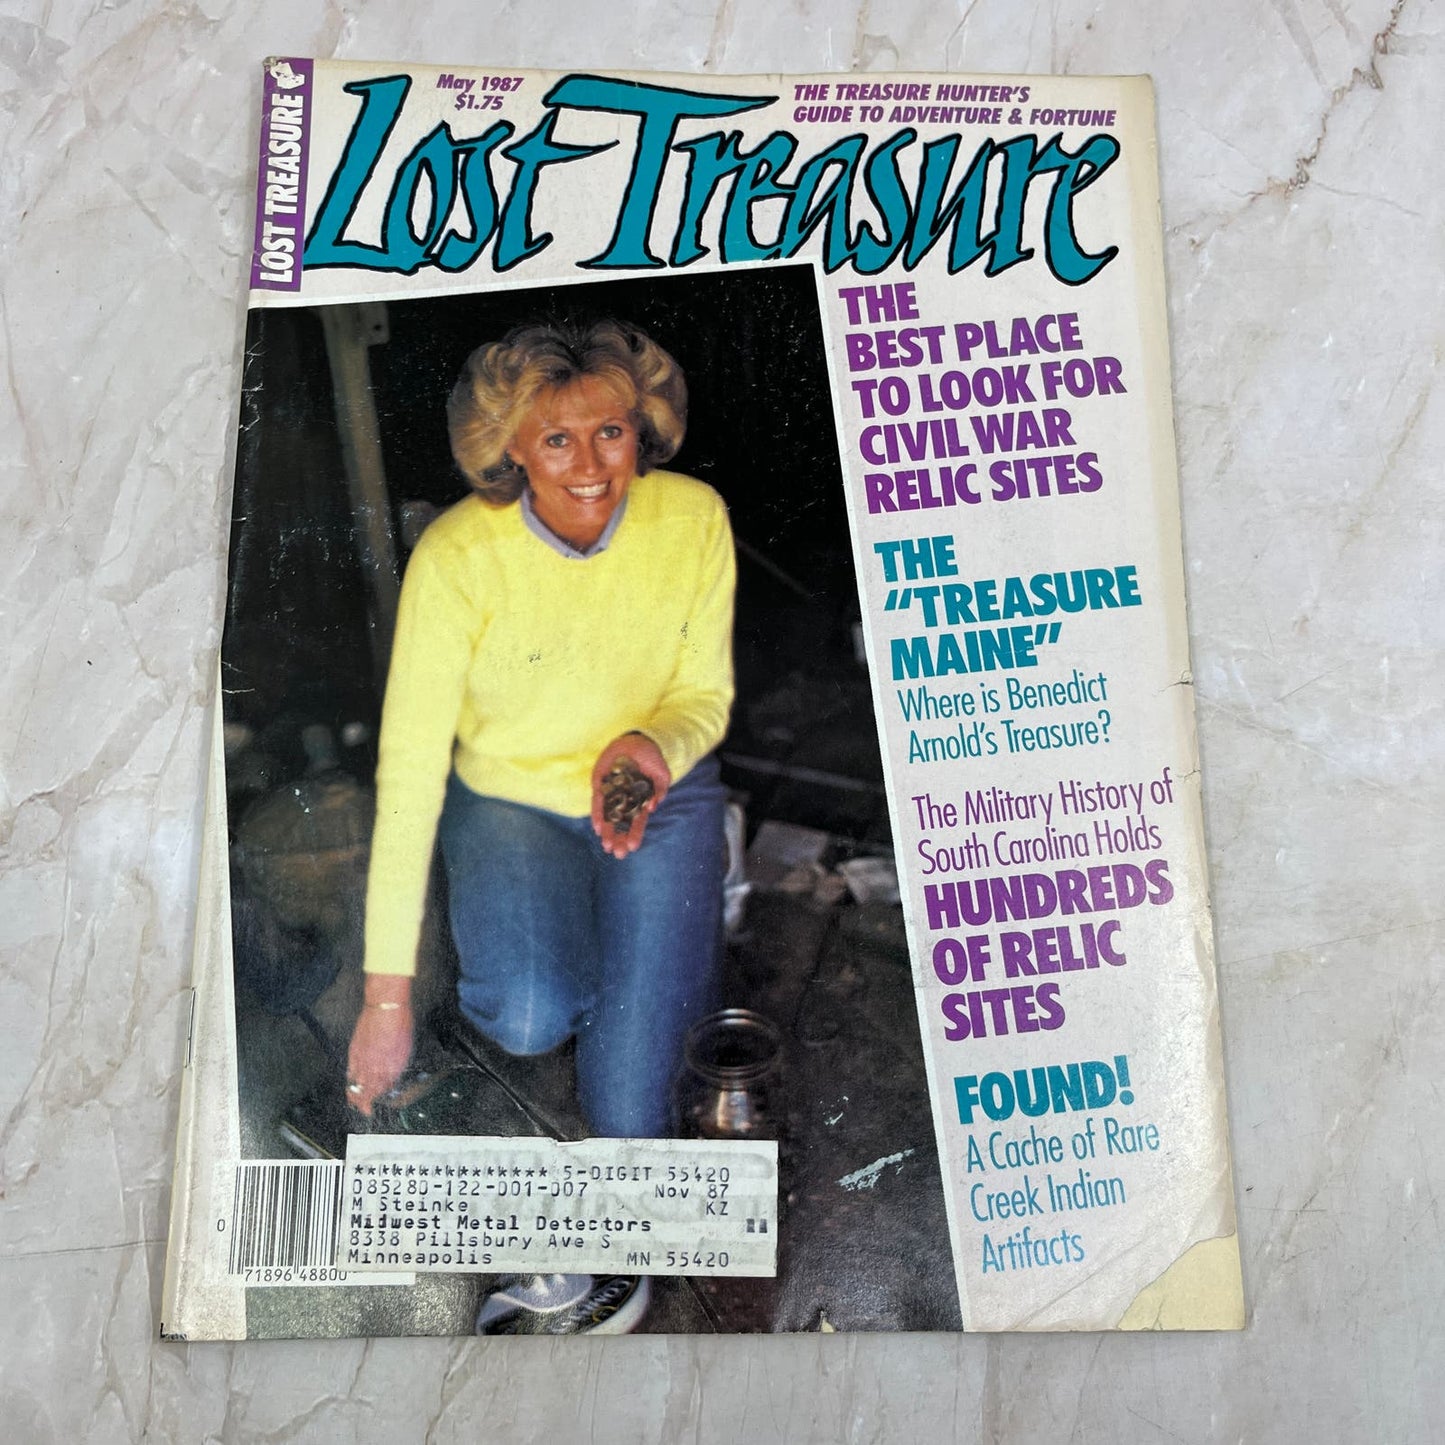 LOST TREASURE
May 1987
$1.75
THE TREASURE HUNTER'S
GUIDE TO ADVENTURE & FORTUNE
Lost Treasure
THE
BEST PLACE
TO LOOK FOR
CIVIL WAR
RELIC SITES
THE
"TREASURE
MAINE"
Where is Benedict
Arnold's Treasure?
The Military History of
South Carolina Holds
HUNDREDS
OF RELIC
SITES
FOUND!
A Cache of Rare
Creek Indian
Artifacts
*************** 5-DIGIT 55420
085280-122-001-007 Nov 87
M Steinke KZ
Midwest Metal Detectors
8338 Pillsbury Ave S
Minneapolis MN 55420
0 71896 48800